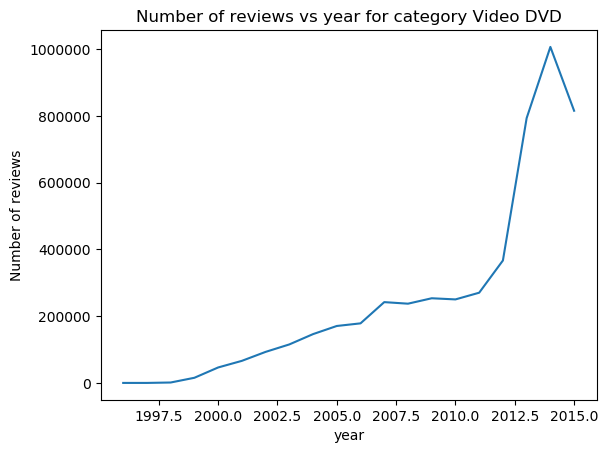 Number of reviews vs year for category Video DVD
1000000
800000
600000
400000
200000
0
Number of reviews
1997.5 2000.0 2002.5 2005.0 2007.5 2010.0 2012.5 2015.0
year